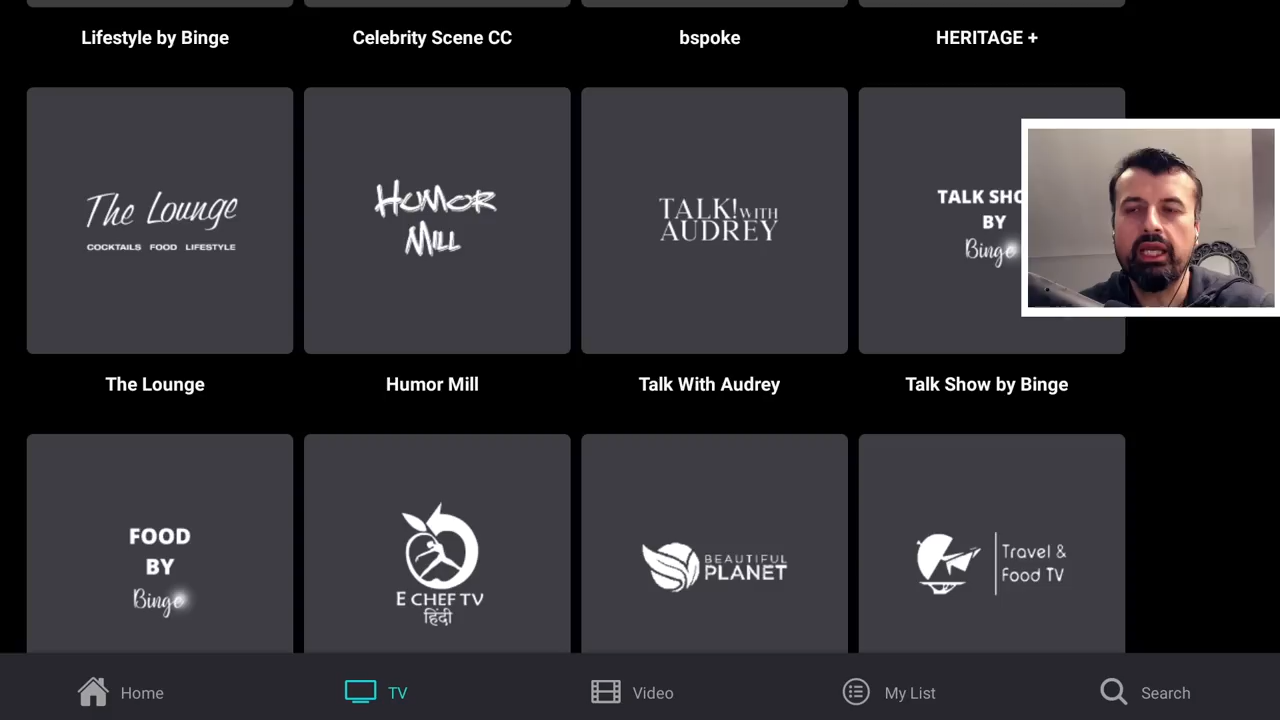 Lifestyle by Binge
Celebrity Scene CC
bspoke
HERITAGE +
The Lounge
COCKTAILS FOOD LIFESTYLE
HUMOR
MILL
TALK! WITH
AUDREY
TALK SHO
BY
Binge
The Lounge
Humor Mill
Talk With Audrey
Talk Show by Binge
FOOD
BY
Binge
E CHEF TV
हिंदी
BEAUTIFUL
PLANET
Travel &
Food TV
Home
TV
Video
My List
Search